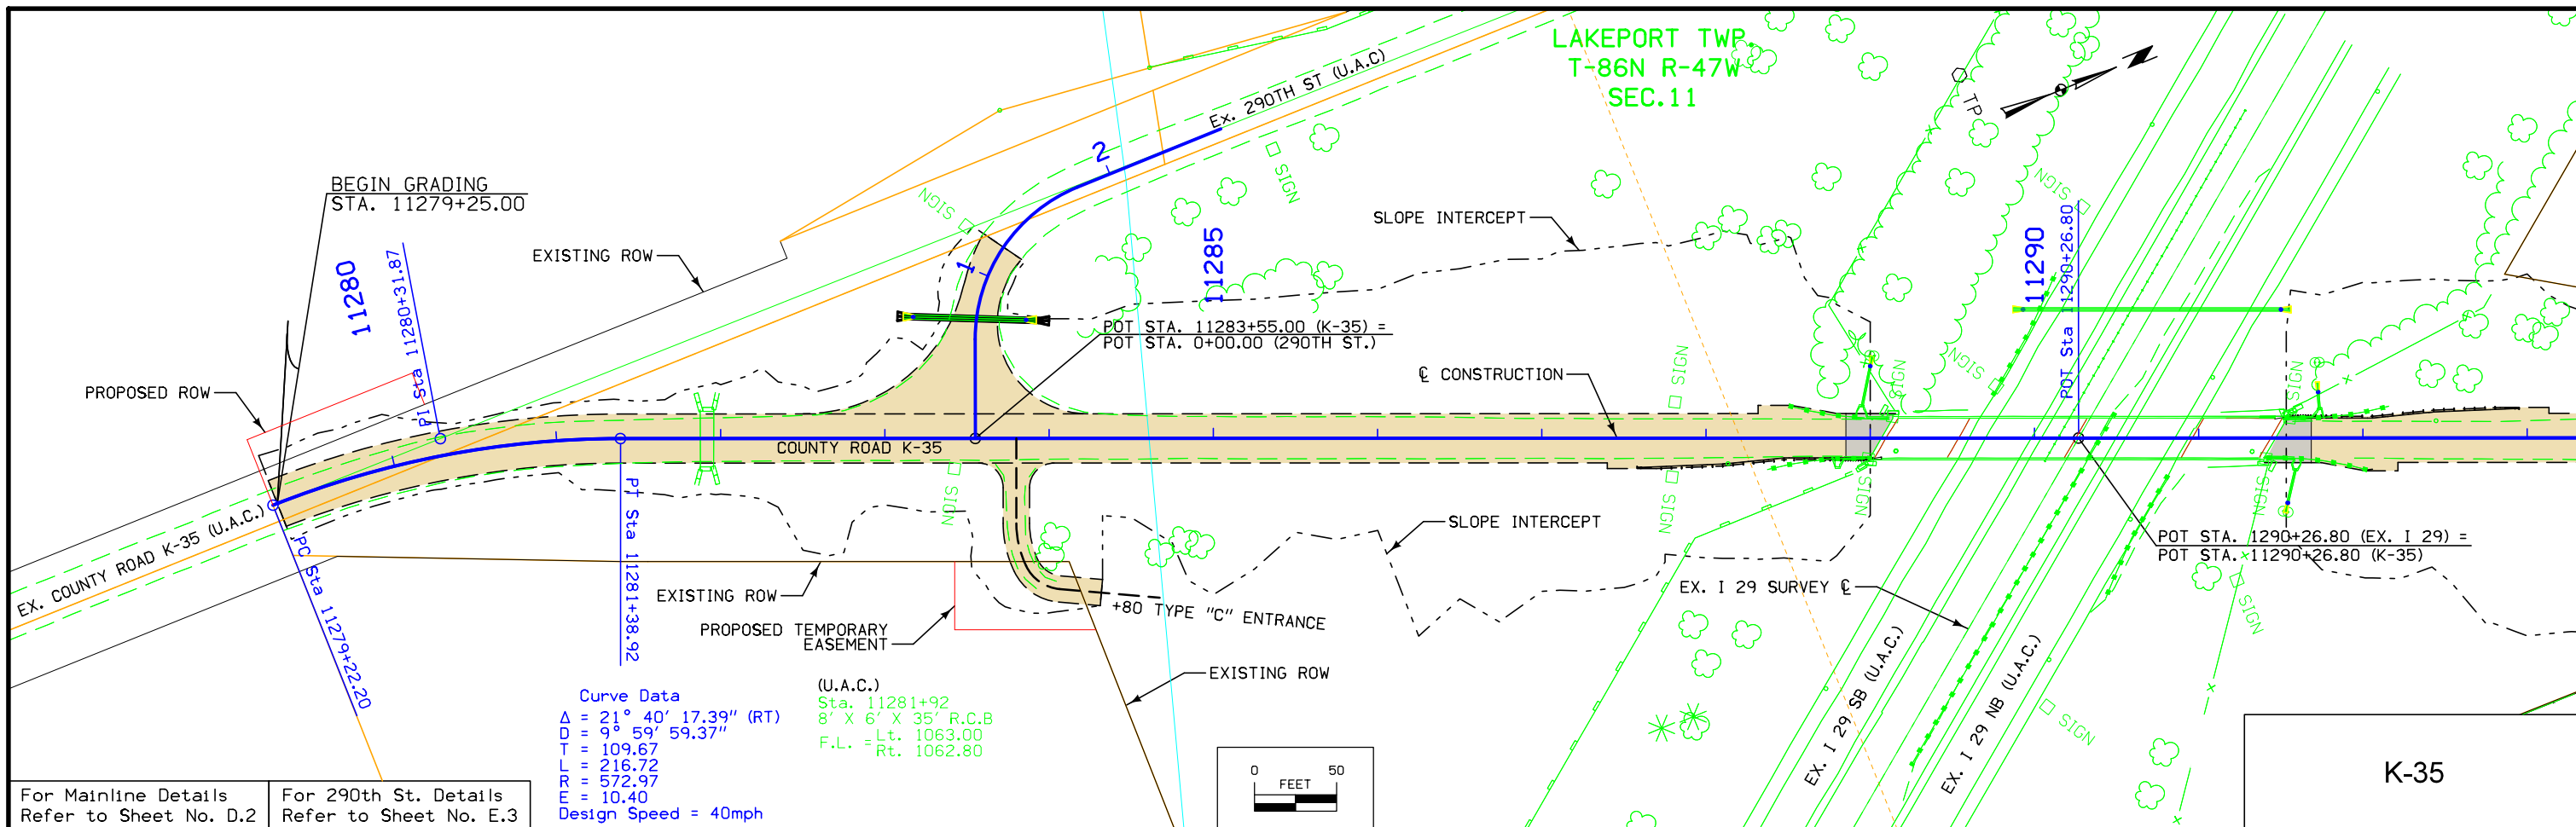 LAKEPORT TWP.
T-86N R-47W
SEC.11
TP
Ex. 290TH ST (U.A.C)
2
1
BEGIN GRADING
STA. 11279+25.00
11280
PI Sta 11280+31.87
EXISTING ROW
PROPOSED ROW
SIGN
SIGN
11285
SLOPE INTERCEPT
POT STA. 11283+55.00 (K-35) =
POT STA. 0+00.00 (290TH ST.)
℄ CONSTRUCTION
SIGN
SIGN
11290
POT Sta 1290+26.80
SIGN
SIGN
SIGN
COUNTY ROAD K-35
EX. COUNTY ROAD K-35 (U.A.C.)
PC Sta 11279+22.20
PT Sta 11281+38.92
SIGN
SIGN
SIGN
SIGN
SLOPE INTERCEPT
POT STA. 1290+26.80 (EX. I 29) =
POT STA. 11290+26.80 (K-35)
EXISTING ROW
PROPOSED TEMPORARY
EASEMENT
+80 TYPE "C" ENTRANCE
EXISTING ROW
EX. I 29 SURVEY ℄
SIGN
SIGN
EX. I 29 SB (U.A.C.)
EX. I 29 NB (U.A.C.)
Curve Data
Δ = 21° 40' 17.39" (RT)
D = 9° 59' 59.37"
T = 109.67
L = 216.72
R = 572.97
E = 10.40
Design Speed = 40mph
(U.A.C.)
Sta. 11281+92
8' X 6' X 35' R.C.B
F.L. = Lt. 1063.00
Rt. 1062.80
0 50
FEET
For Mainline Details
Refer to Sheet No. D.2
For 290th St. Details
Refer to Sheet No. E.3
K-35